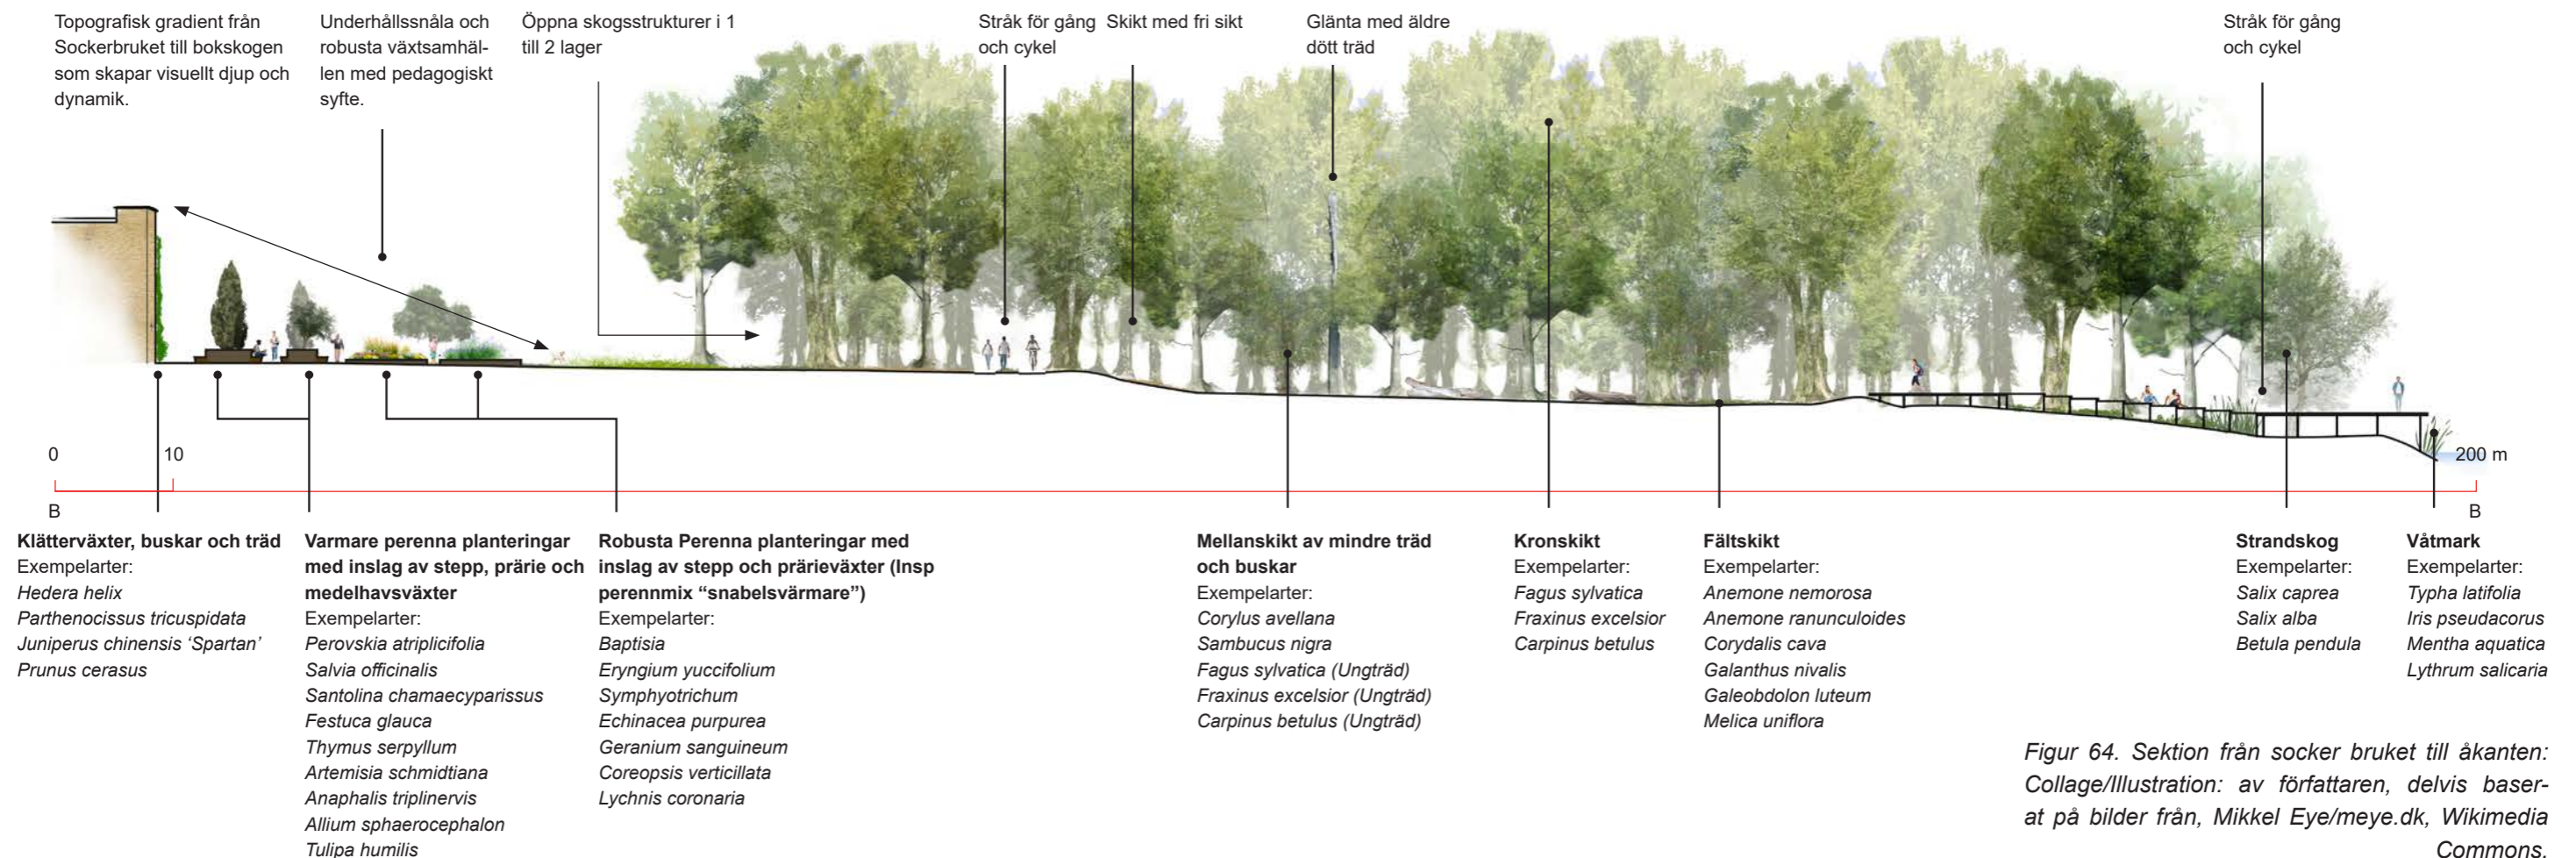 Topografisk gradient från
Sockerbruket till bokskogen
som skapar visuellt djup och
dynamik.
Underhållssnåla och
robusta växtsamhäl-
len med pedagogiskt
syfte.
Öppna skogsstrukturer i 1
till 2 lager
Stråk för gång
och cykel
Skikt med fri sikt
Glänta med äldre
dött träd
Stråk för gång
och cykel
0
10
200 m
B
B
Klätterväxter, buskar och träd
Exempelarter:
Hedera helix
Parthenocissus tricuspidata
Juniperus chinensis ‘Spartan’
Prunus cerasus
Varmare perenna planteringar
med inslag av stepp, prärie och
medelhavsväxter
Exempelarter:
Perovskia atriplicifolia
Salvia officinalis
Santolina chamaecyparissus
Festuca glauca
Thymus serpyllum
Artemisia schmidtiana
Anaphalis triplinervis
Allium sphaerocephalon
Tulipa humilis
Robusta Perenna planteringar med
inslag av stepp och prärieväxter (Insp
perennmix “snabelsvärmare”)
Exempelarter:
Baptisia
Eryngium yuccifolium
Symphyotrichum
Echinacea purpurea
Geranium sanguineum
Coreopsis verticillata
Lychnis coronaria
Mellanskikt av mindre träd
och buskar
Exempelarter:
Corylus avellana
Sambucus nigra
Fagus sylvatica (Ungträd)
Fraxinus excelsior (Ungträd)
Carpinus betulus (Ungträd)
Kronskikt
Exempelarter:
Fagus sylvatica
Fraxinus excelsior
Carpinus betulus
Fältskikt
Exempelarter:
Anemone nemorosa
Anemone ranunculoides
Corydalis cava
Galanthus nivalis
Galeobdolon luteum
Melica uniflora
Strandskog
Exempelarter:
Salix caprea
Salix alba
Betula pendula
Våtmark
Exempelarter:
Typha latifolia
Iris pseudacorus
Mentha aquatica
Lythrum salicaria
Figur 64. Sektion från socker bruket till åkanten:
Collage/Illustration: av författaren, delvis baser-
at på bilder från, Mikkel Eye/meye.dk, Wikimedia
Commons.